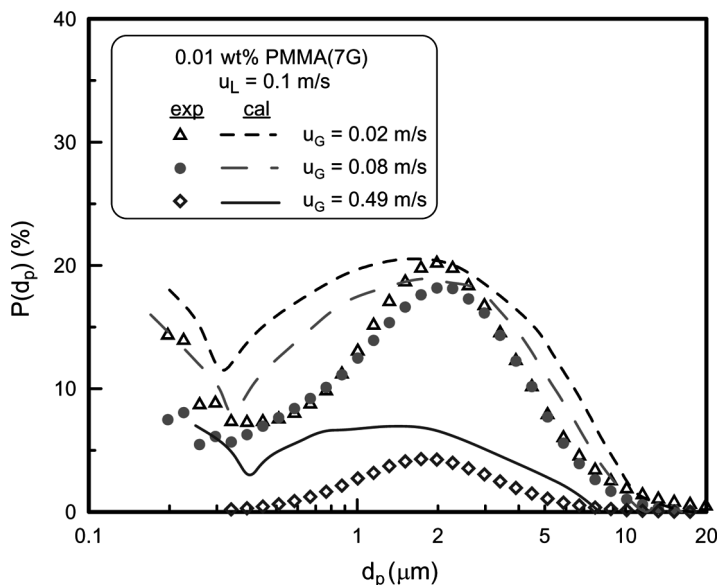 40
30
20
10
0
P(dp) (%)
0.01 wt% PMMA(7G)
uL = 0.1 m/s
exp cal
uG = 0.02 m/s
uG = 0.08 m/s
uG = 0.49 m/s
0.1 1 2 5 10 20
dp (μm)